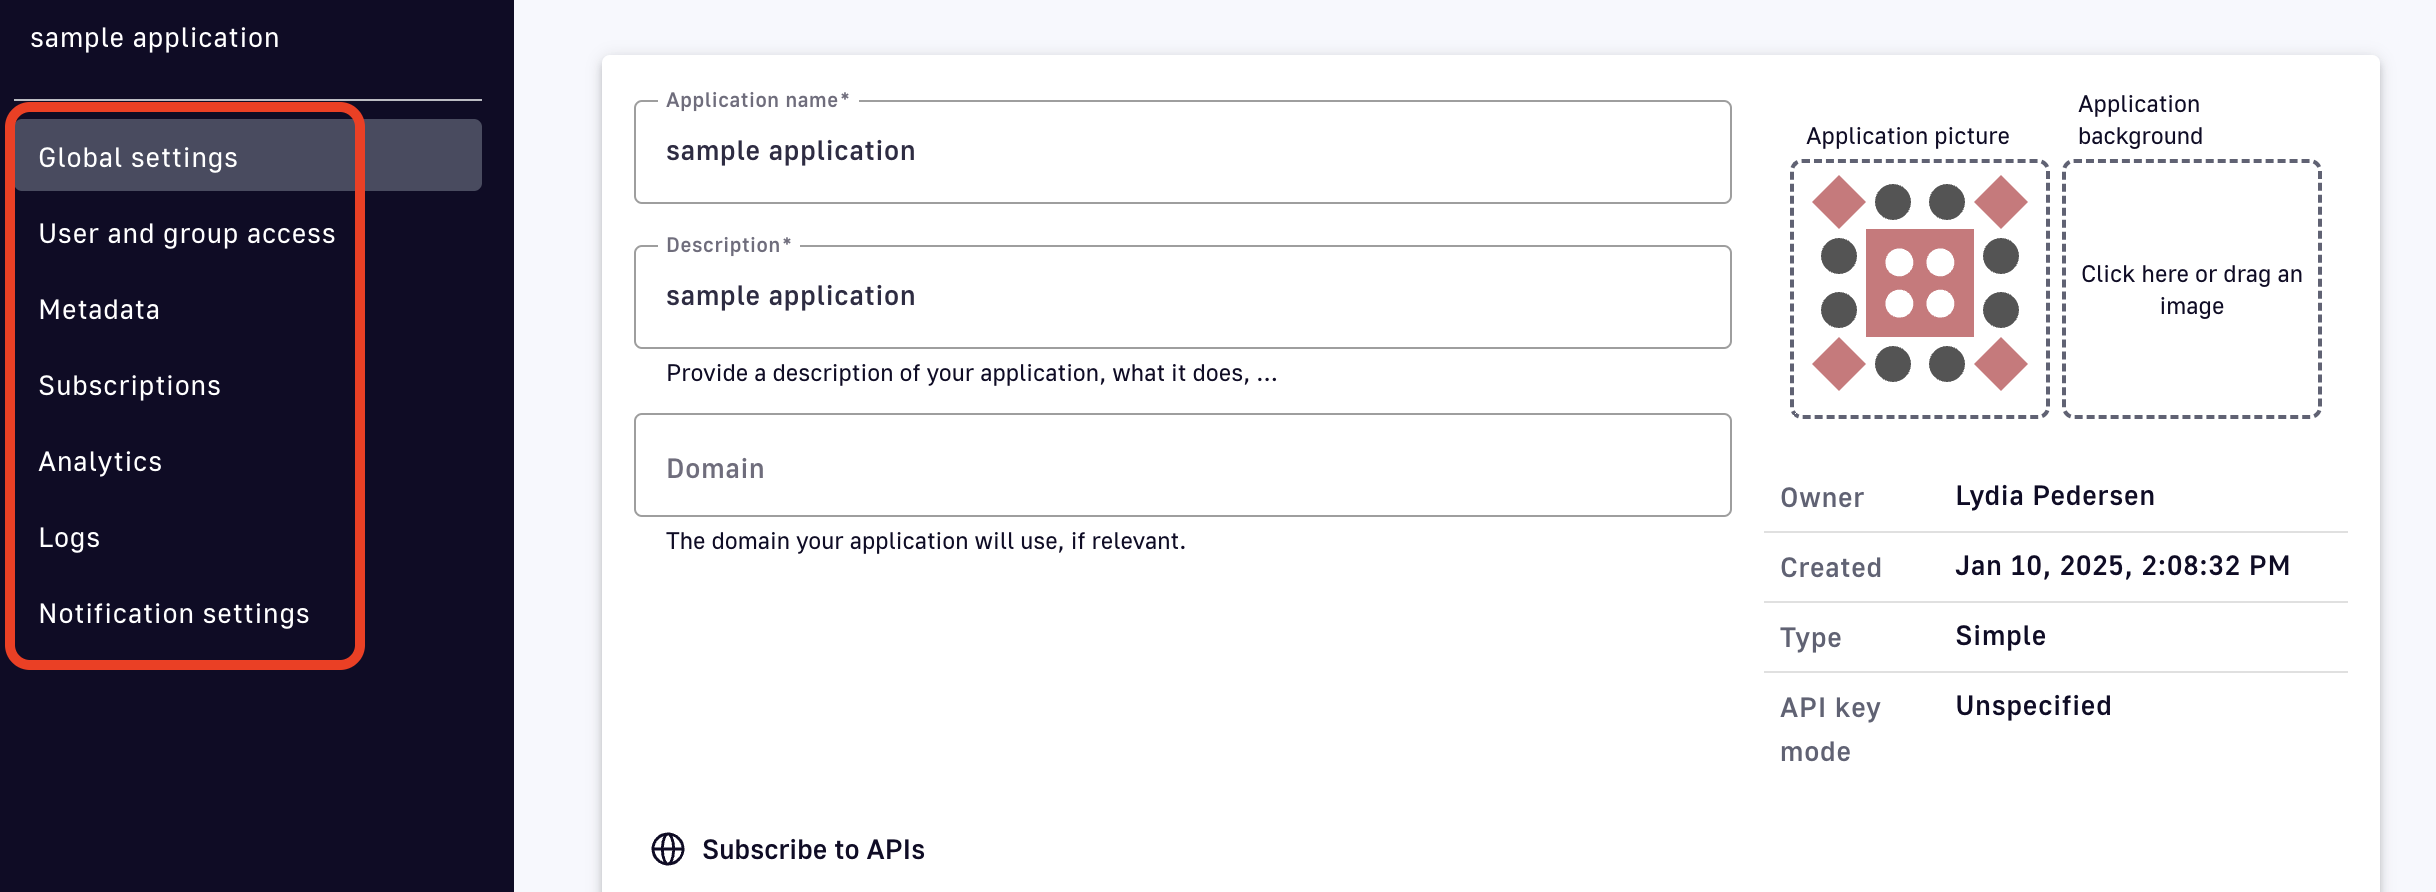 sample application
Global settings
User and group access
Metadata
Subscriptions
Analytics
Logs
Notification settings
Application name*
sample application
Description*
sample application
Provide a description of your application, what it does, ...
Domain
The domain your application will use, if relevant.
Application picture
Application
background
Click here or drag an
image
Owner Lydia Pedersen
Created Jan 10, 2025, 2:08:32 PM
Type Simple
API key Unspecified
mode
Subscribe to APIs